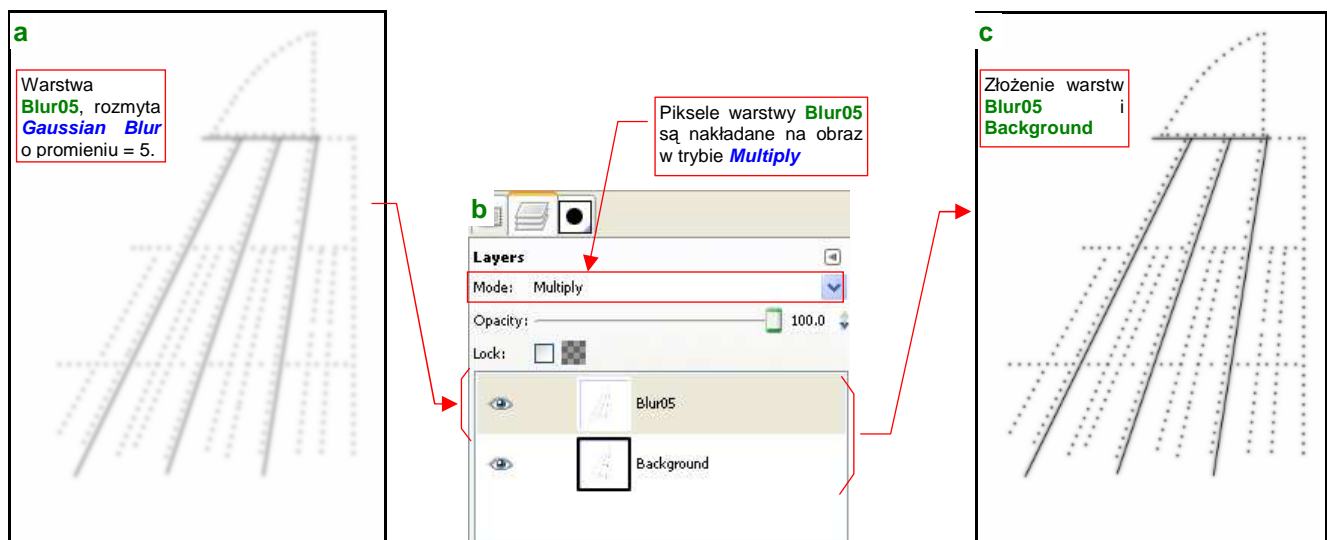 a
Warstwa
Blur05, rozmyta
Gaussian Blur
o promieniu = 5.
Piksele warstwy Blur05
są nakładane na obraz
w trybie Multiply
b
Layers
Mode: Multiply
Opacity: 100.0
Lock:
Blur05
Background
c
Złożenie warstw
Blur05 i
Background